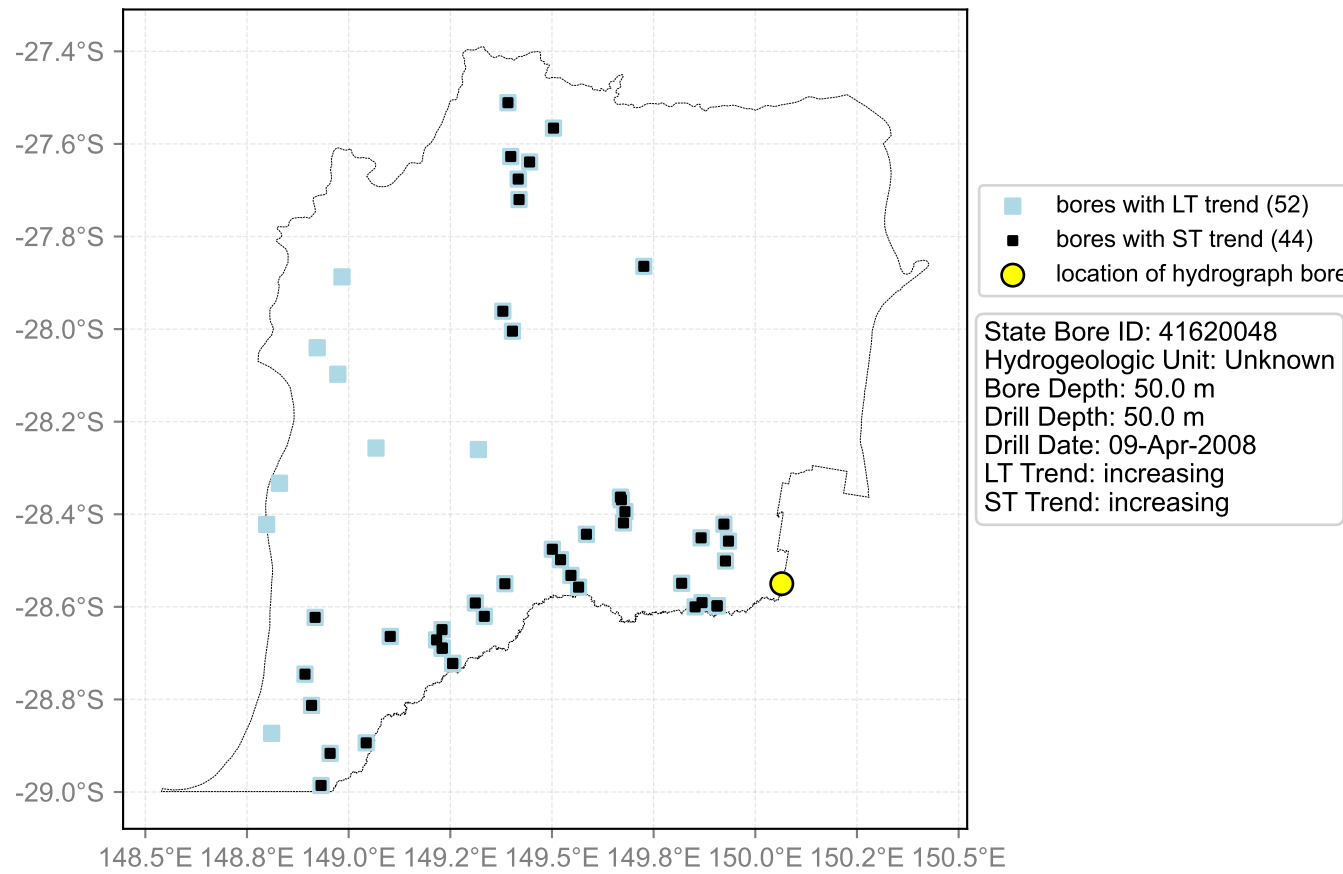 -27.4°S
-27.6°S
-27.8°S
-28.0°S
-28.2°S
-28.4°S
-28.6°S
-28.8°S
-29.0°S
148.5°E 148.8°E 149.0°E 149.2°E 149.5°E 149.8°E 150.0°E 150.2°E 150.5°E
bores with LT trend (52)
bores with ST trend (44)
location of hydrograph bore
State Bore ID: 41620048
Hydrogeologic Unit: Unknown
Bore Depth: 50.0 m
Drill Depth: 50.0 m
Drill Date: 09-Apr-2008
LT Trend: increasing
ST Trend: increasing